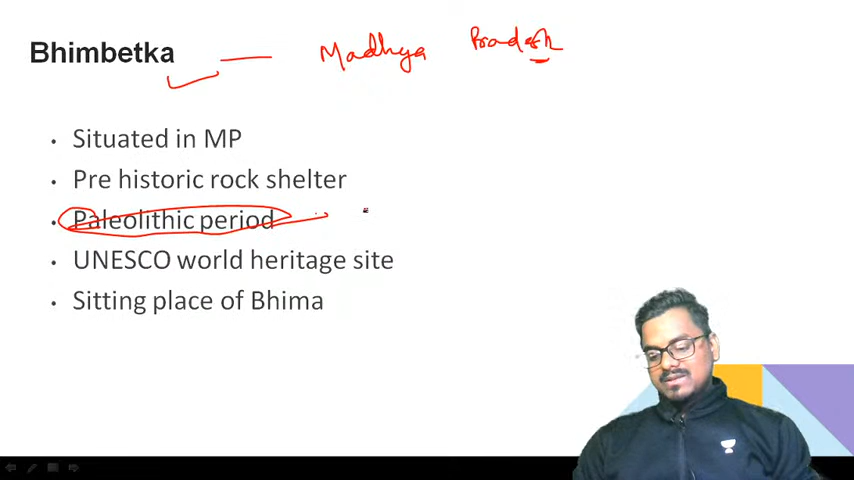 Bhimbetka — Madhya Pradesh
• Situated in MP
• Pre historic rock shelter
• Paleolithic period
• UNESCO world heritage site
• Sitting place of Bhima